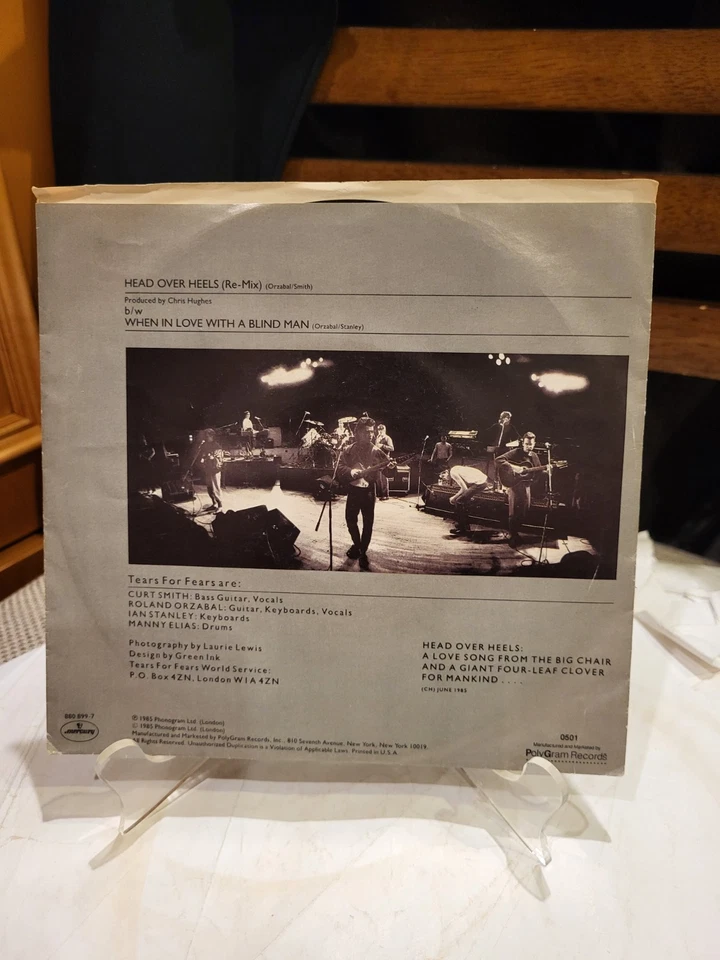 HEAD OVER HEELS (Re-Mix) (Orzabal/Smith)
Produced by Chris Hughes
b/w
WHEN IN LOVE WITH A BLIND MAN (Orzabal/Stanley)
Tears For Fears are:
CURT SMITH: Bass Guitar, Vocals
ROLAND ORZABAL: Guitar, Keyboards, Vocals
IAN STANLEY: Keyboards
MANNY ELIAS: Drums
Photography by Laurie Lewis
Design by Green Ink
Tears For Fears World Service:
P.O. Box 4ZN, London W1A 4ZN
HEAD OVER HEELS:
A LOVE SONG FROM THE BIG CHAIR
AND A GIANT FOUR-LEAF CLOVER
FOR MANKIND . . . .
(CH) JUNE 1985
880 899-7
mercury
℗ 1985 Phonogram Ltd. (London)
© 1985 Phonogram Ltd. (London)
Manufactured and Marketed by PolyGram Records, Inc., 810 Seventh Avenue, New York, New York 10019.
All Rights Reserved. Unauthorized Duplication is a Violation of Applicable Laws. Printed in U.S.A.
0501
Manufactured and Marketed by
PolyGram Records